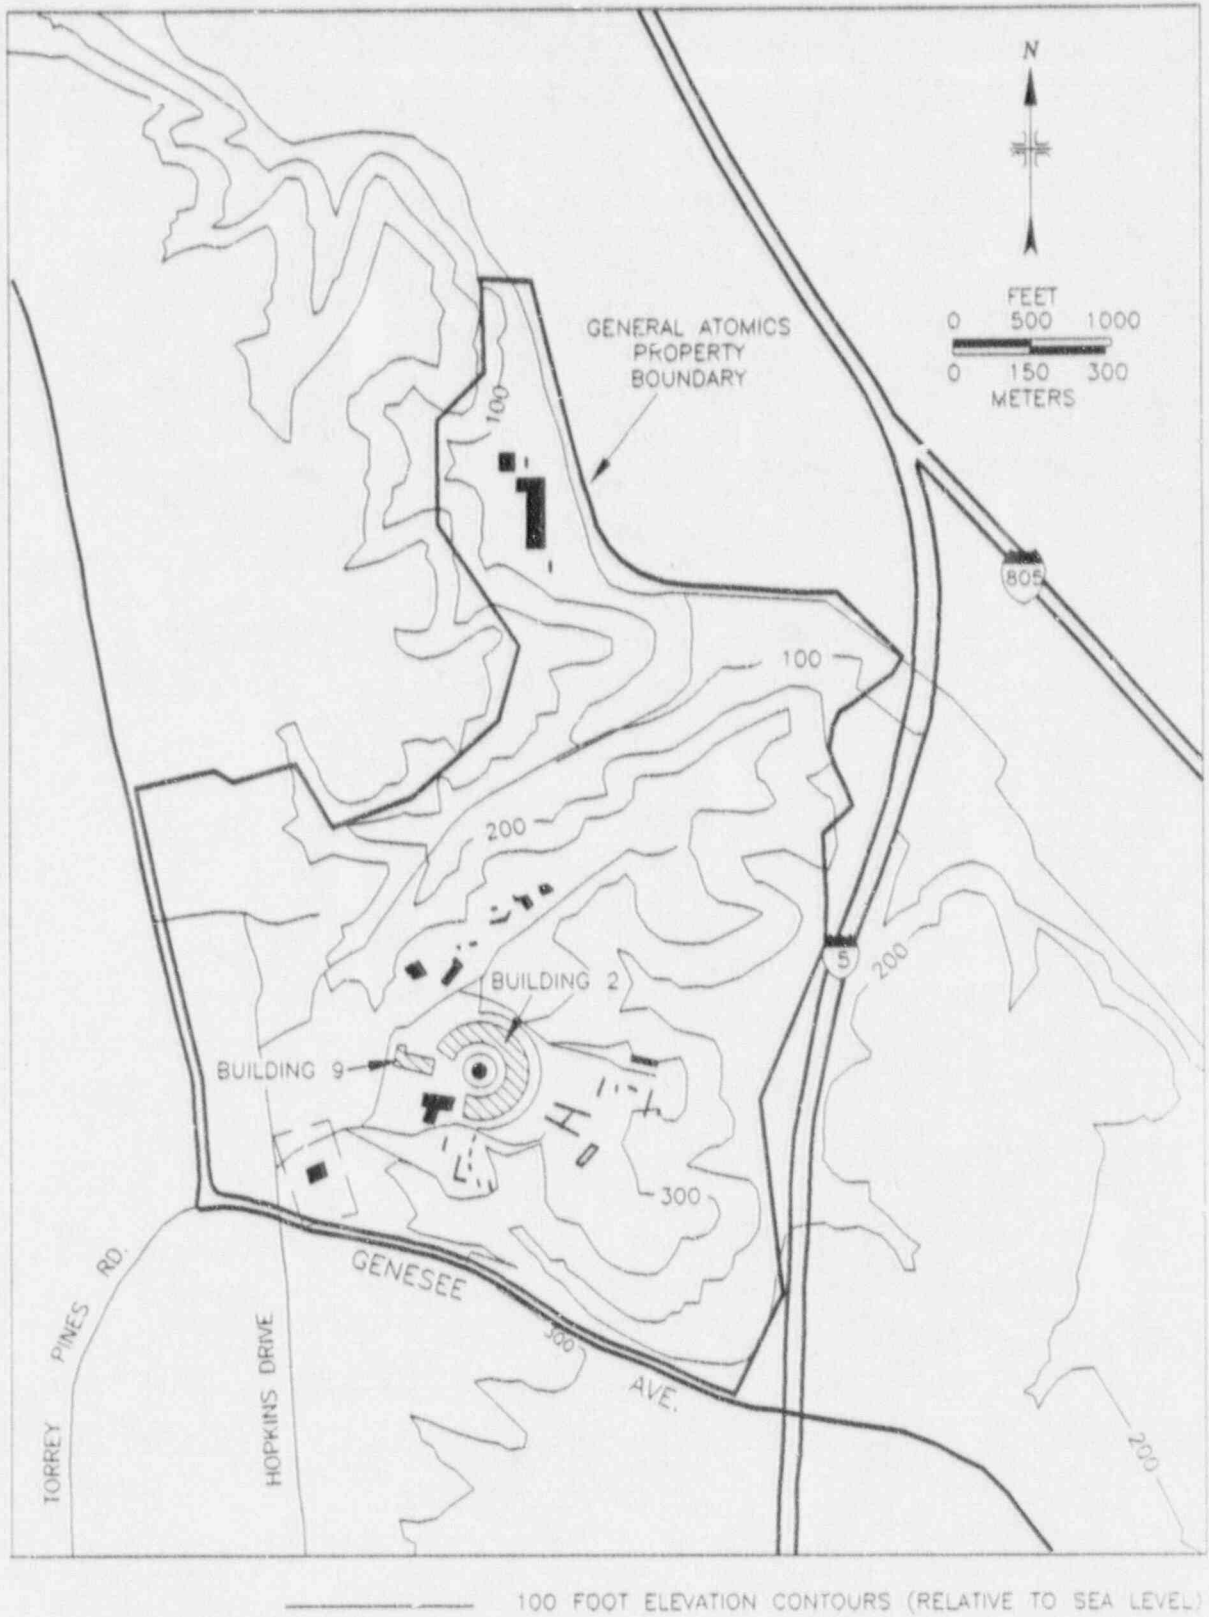 N
FEET
0 500 1000
0 150 300
METERS
GENERAL ATOMICS
PROPERTY
BOUNDARY
100
805
100
200
5
200
BUILDING 2
BUILDING 9
300
GENESEE
AVE.
300
TORREY PINES RD.
HOPKINS DRIVE
200
100 FOOT ELEVATION CONTOURS (RELATIVE TO SEA LEVEL)